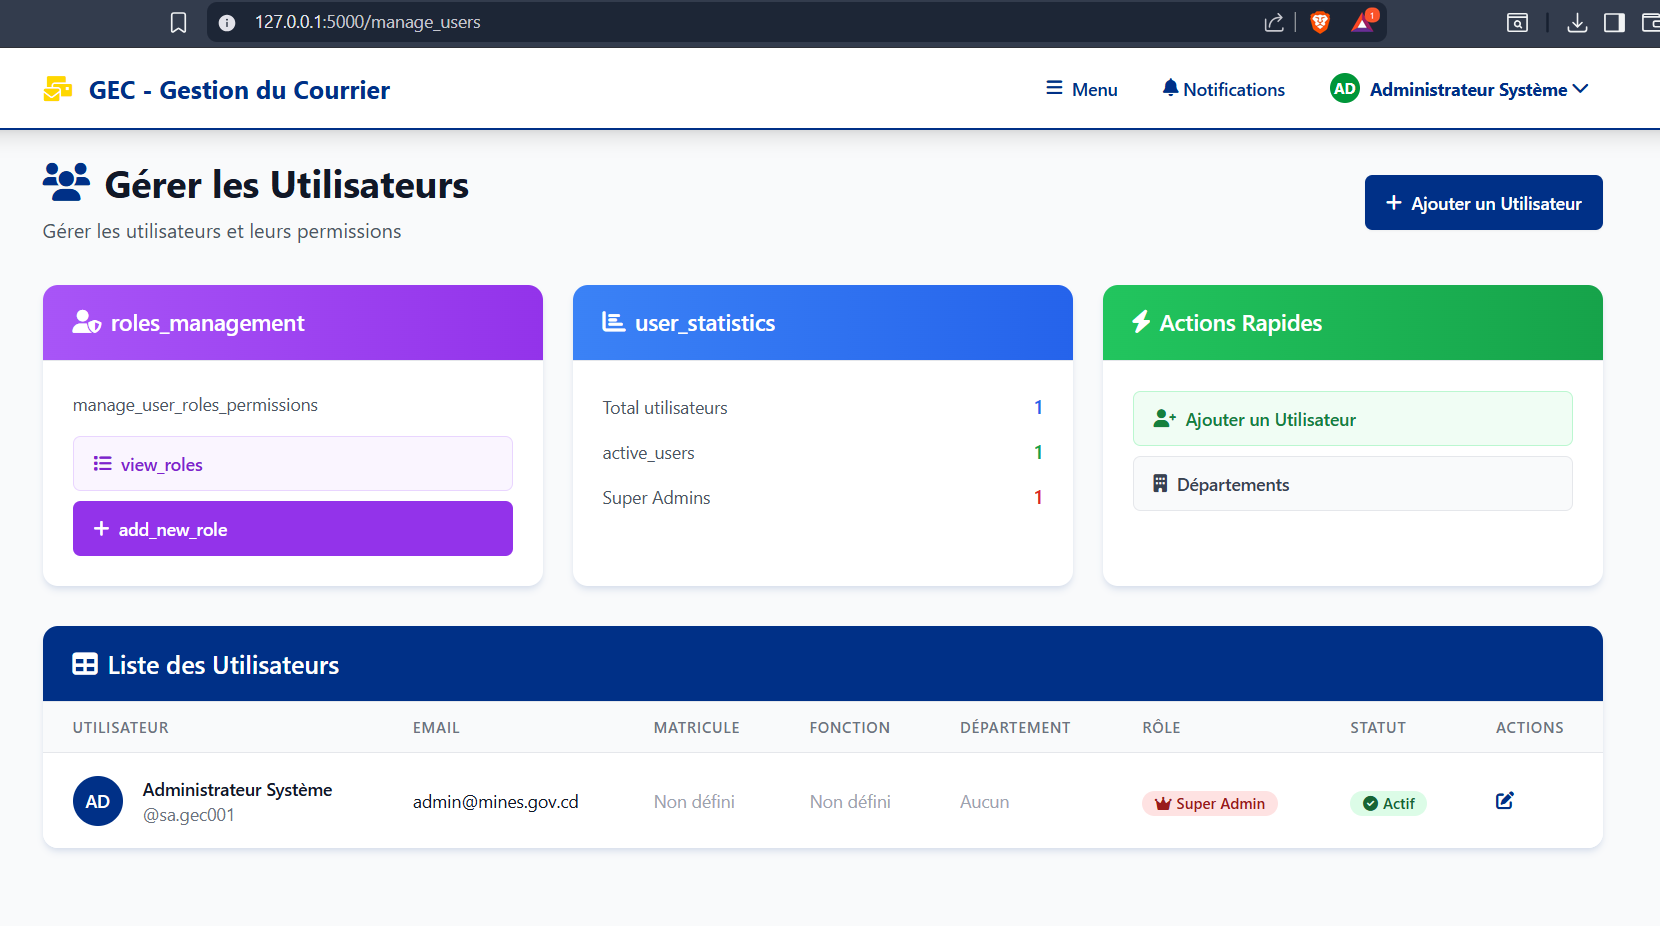 127.0.0.1:5000/manage_users
1
GEC - Gestion du Courrier
Menu
Notifications
AD
Administrateur Système
Gérer les Utilisateurs
Gérer les utilisateurs et leurs permissions
+ Ajouter un Utilisateur
roles_management
manage_user_roles_permissions
view_roles
+ add_new_role
user_statistics
Total utilisateurs 1
active_users 1
Super Admins 1
Actions Rapides
Ajouter un Utilisateur
Départements
Liste des Utilisateurs
UTILISATEUR EMAIL MATRICULE FONCTION DÉPARTEMENT RÔLE STATUT ACTIONS
AD
Administrateur Système
@sa.gec001
admin@mines.gov.cd
Non défini
Non défini
Aucun
Super Admin
Actif